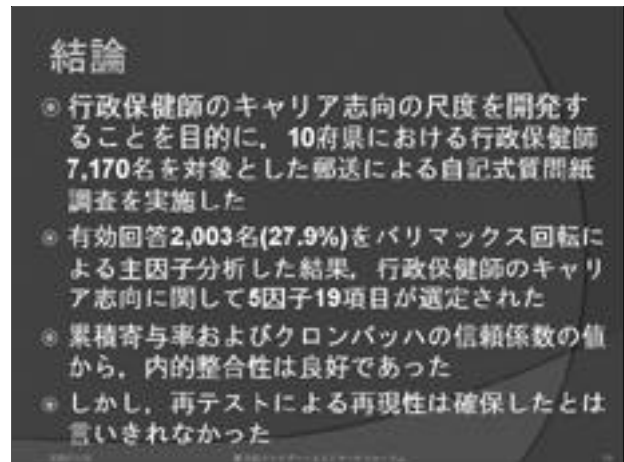 結論
◉ 行政保健師のキャリア志向の尺度を開発す
ることを目的に，10府県における行政保健師
7,170名を対象とした郵送による自記式質問紙
調査を実施した
◉ 有効回答2,003名(27.9%)をバリマックス回転に
よる主因子分析した結果，行政保健師のキャリ
ア志向に関して5因子19項目が選定された
◉ 累積寄与率およびクロンバッハの信頼係数の値
から，内的整合性は良好であった
◉ しかし，再テストによる再現性は確保したとは
言いきれなかった